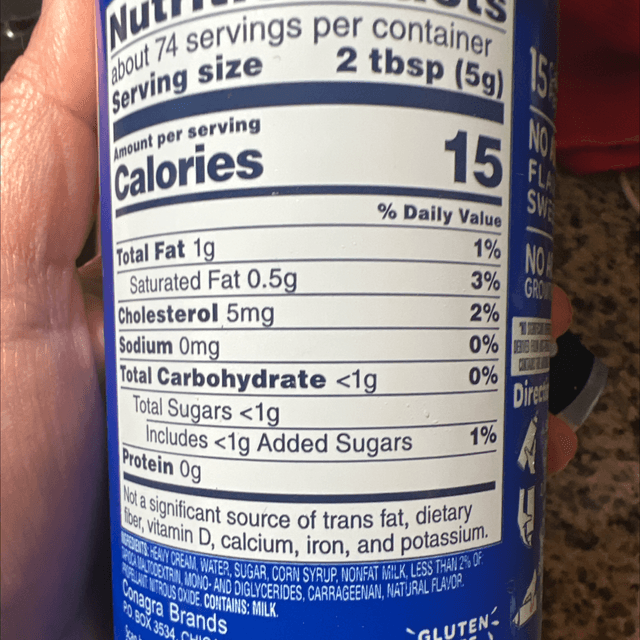 about 74 servings per container
Serving size 2 tbsp (5g)
Amount per serving
Calories 15
% Daily Value
Total Fat 1g 1%
Saturated Fat 0.5g 3%
Cholesterol 5mg 2%
Sodium 0mg 0%
Total Carbohydrate <1g 0%
Total Sugars <1g
Includes <1g Added Sugars 1%
Protein 0g
Not a significant source of trans fat, dietary
fiber, vitamin D, calcium, iron, and potassium.
INGREDIENTS: HEAVY CREAM, WATER, SUGAR, CORN SYRUP, NONFAT MILK, LESS THAN 2% OF:
MALTODEXTRIN, MONO- AND DIGLYCERIDES, CARRAGEENAN, NATURAL FLAVOR.
NITROUS OXIDE. CONTAINS: MILK.
Conagra Brands
PO BOX 3534,
GLUTEN
15
NO
NO